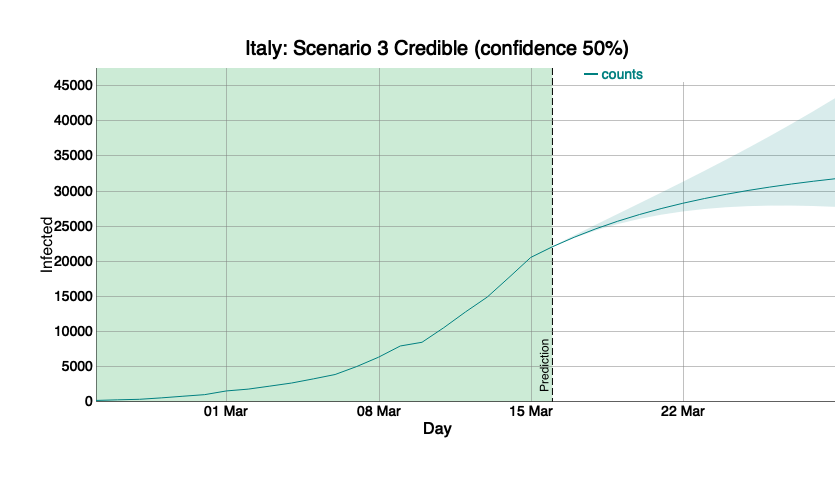 Italy: Scenario 3 Credible (confidence 50%)
counts
45000
40000
35000
30000
25000
20000
15000
10000
5000
0
Infected
Prediction
01 Mar
08 Mar
15 Mar
22 Mar
Day